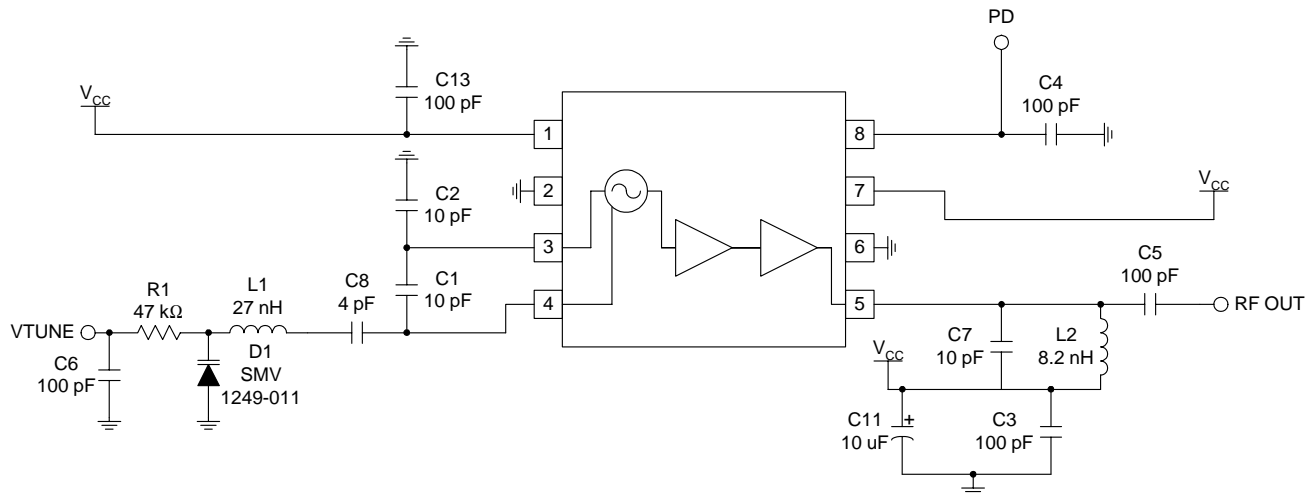 PD
C13
100 pF
C4
100 pF
VCC
1
8
C2
10 pF
2
7
VCC
3
6
C1
10 pF
C8
4 pF
L1
27 nH
R1
47 kΩ
4
5
C5
100 pF
VTUNE
RF OUT
D1
SMV
1249-011
C6
100 pF
C7
10 pF
L2
8.2 nH
VCC
C11
10 uF
+
C3
100 pF